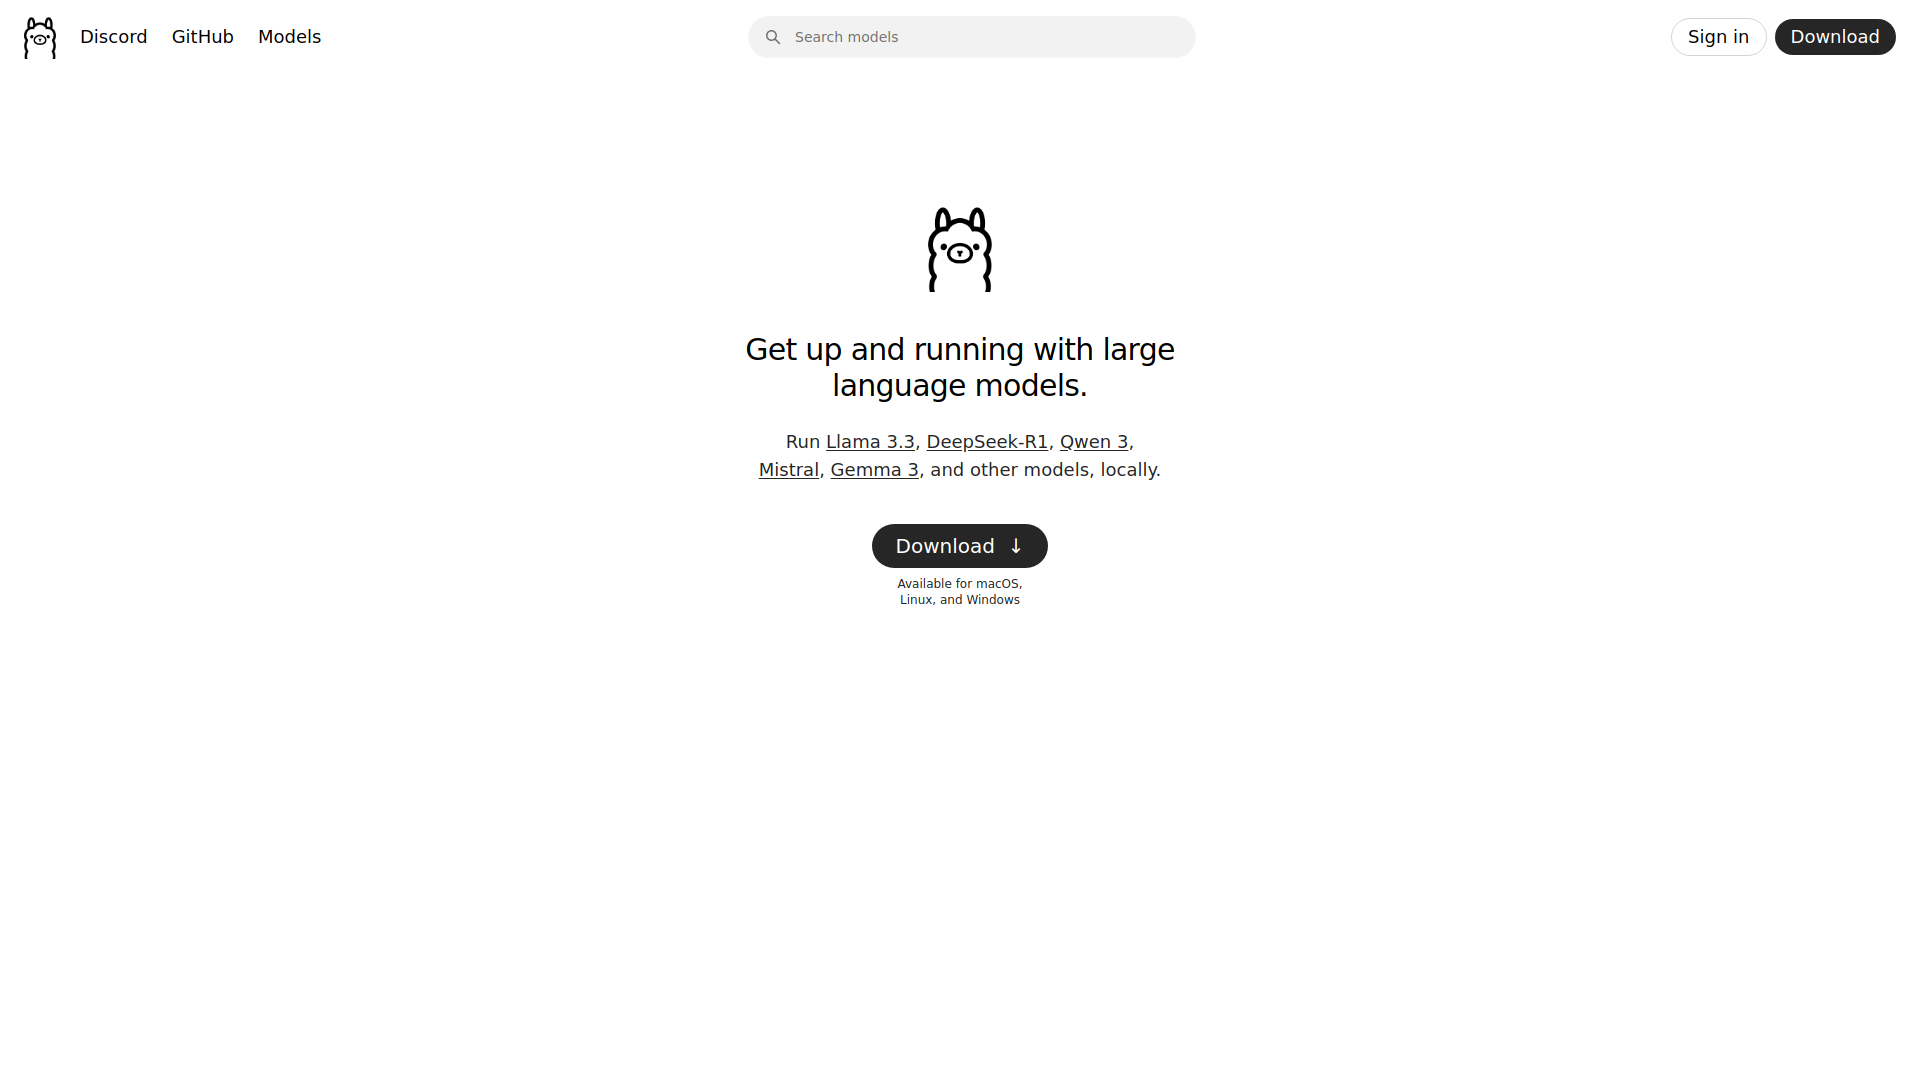 Discord GitHub Models Search models Sign in Download
Get up and running with large
language models.
Run Llama 3.3, DeepSeek-R1, Qwen 3,
Mistral, Gemma 3, and other models, locally.
Download ↓
Available for macOS,
Linux, and Windows